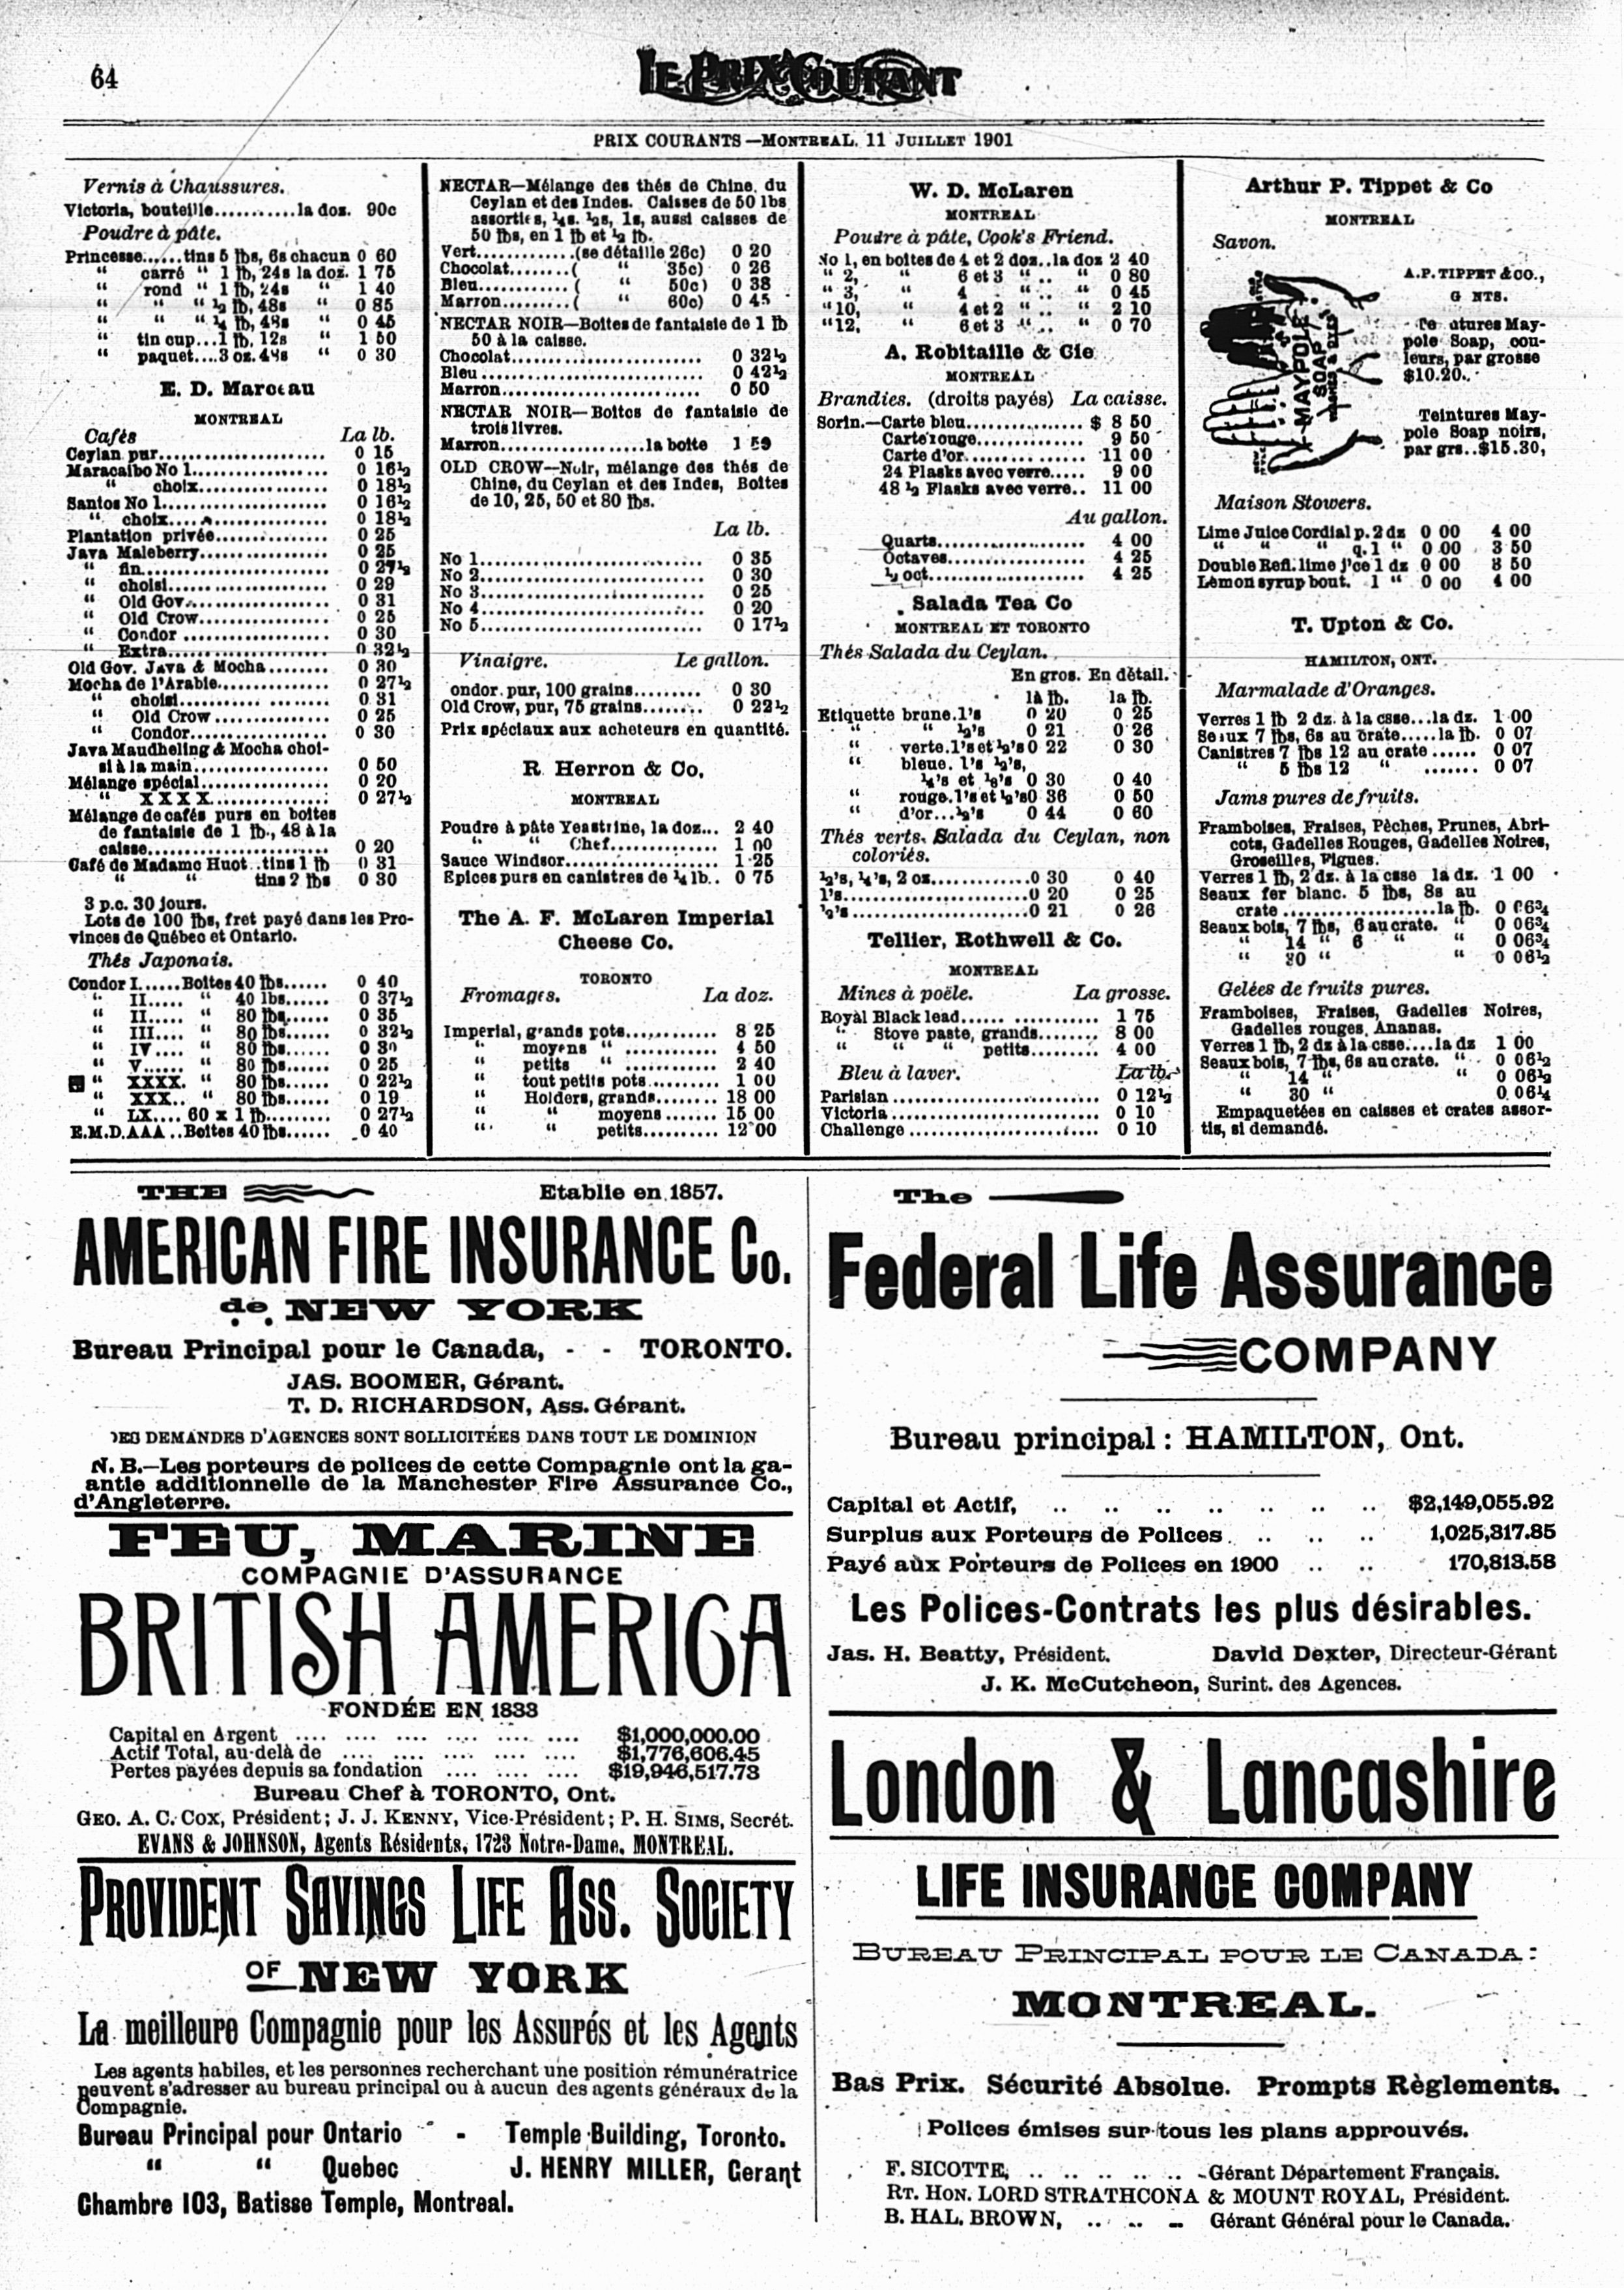 64
LE PRIX COURANT
PRIX COURANTS—MONTREAL, 11 JUILLET 1901
Vernis à Chaussures.
Victoria, bouteille...........la doz. 90c
Poudre à pâte.
Princesse......tins 5 lbs, 6s chacun 0 60
“ carré “ 1 lb, 24s la doz. 1 75
“ rond “ 1 lb, 24s “ 1 40
“ “ “ ½ lb, 48s “ 0 85
“ “ “ ¼ lb, 48s “ 0 45
“ tin cup...1 lb, 12s “ 1 50
“ paquet....3 oz. 48s “ 0 30
E. D. Marceau
MONTREAL
Cafés La lb.
Ceylan pur........................ 0 15
Maracaibo No 1.................... 0 16½
“ choix................... 0 18½
Santos No 1........................ 0 16½
“ choix....................... 0 18½
Plantation privée................. 0 25
Java Maleberry................... 0 25
“ fin.......................... 0 27½
“ choisi....................... 0 29
“ Old Gov..................... 0 31
“ Old Crow................... 0 25
“ Condor ..................... 0 30
“ Extra....................... 0 32½
Old Gov. Java & Mocha........ 0 30
Mocha de l'Arabie................ 0 27½
“ choisi.................. 0 31
“ Old Crow................ 0 25
“ Condor.................. 0 30
Java Maudheling & Mocha choi-
si à la main.................... 0 50
Mélange spécial................... 0 20
“ X X X X................. 0 27½
Mélange de cafés purs en boîtes
de fantaisie de 1 lb., 48 à la
caisse.......................... 0 20
Café de Madame Huot..tins 1 lb 0 31
“ “ tins 2 lbs 0 30
3 p.c. 30 jours.
Lots de 100 lbs, fret payé dans les Pro-
vinces de Québec et Ontario.
Thés Japonais.
Condor I.....Boîtes 40 lbs...... 0 40
“ II..... “ 40 lbs...... 0 37½
“ II..... “ 80 lbs...... 0 35
“ III.... “ 80 lbs...... 0 32½
“ IV.... “ 80 lbs...... 0 30
“ V...... “ 80 lbs...... 0 25
“ XXXX. “ 80 lbs...... 0 22½
“ XXX.. “ 80 lbs...... 0 19
“ LX.... 60 x 1 lb......... 0 27½
E.M.D.AAA..Boîtes 40 lbs...... 0 40
NECTAR—Mélange des thés de Chine, du
Ceylan et des Indes. Caisses de 50 lbs
assorties, ¼s. ½s, 1s, aussi caisses de
50 lbs, en 1 lb et ½ lb.
Vert............(se détaille 26c) 0 20
Chocolat........( “ 35c) 0 26
Bleu............( “ 50c) 0 38
Marron..........( “ 60c) 0 45
NECTAR NOIR—Boîtes de fantaisie de 1 lb
50 à la caisse.
Chocolat........................ 0 32½
Bleu............................ 0 42½
Marron.......................... 0 50
NECTAR NOIR—Boîtes de fantaisie de
trois livres.
Marron.....................la boîte 1 50
OLD CROW—Noir, mélange des thés de
Chine, du Ceylan et des Indes, Boîtes
de 10, 25, 50 et 80 lbs.
La lb.
No 1............................ 0 35
No 2............................ 0 30
No 3............................ 0 25
No 4............................ 0 20
No 5............................ 0 17½
Vinaigre. Le gallon.
ondor. pur, 100 grains......... 0 30
Old Crow, pur, 75 grains........ 0 22½
Prix spéciaux aux acheteurs en quantité.
R. Herron & Co.
MONTREAL
Poudre à pâte Yeastrine, la doz... 2 40
“ “ Chef............. 1 00
Sauce Windsor.................. 1 25
Epices purs en canistres de ¼ lb.. 0 75
The A. F. McLaren Imperial
Cheese Co.
TORONTO
Fromages. La doz.
Imperial, grands pots............ 8 25
“ moyens “ ............ 4 50
“ petits “ ............ 2 40
“ tout petits pots.......... 1 00
“ Holders, grands......... 18 00
“ “ moyens .... 15 00
“ “ petits.......... 12 00
W. D. McLaren
MONTREAL
Poudre à pâte, Cook's Friend.
No 1, en boîtes de 4 et 2 doz..la doz 2 40
“ 2, “ 6 et 3 “ .. “ 0 80
“ 3, “ 4 “ .. “ 0 45
“10, “ 4 et 2 “ .. “ 2 10
“12, “ 6 et 3 “ .. “ 0 70
A. Robitaille & Cie
MONTREAL
Brandies. (droits payés) La caisse.
Sorin.—Carte bleu............... $ 8 50
Carte rouge............. 9 50
Carte d'or.............. 11 00
24 Flasks avec verre..... 9 00
48 ½ Flasks avec verre.. 11 00
Au gallon.
Quarts..................... 4 00
Octaves.................... 4 25
½ oct...................... 4 25
Salada Tea Co
MONTREAL ET TORONTO
Thés Salada du Ceylan.
En gros. En détail.
la lb. la lb.
Etiquette brune.1's 0 20 0 25
“ “ ½'s 0 21 0 26
“ verte.1's et ½'s 0 22 0 30
“ bleue. 1's ½'s,
¼'s et ⅛'s 0 30 0 40
“ rouge.1's et ½'s 0 36 0 50
“ d'or...½'s 0 44 0 60
Thés verts. Salada du Ceylan, non
coloriés.
½'s, ¼'s, 2 oz..............0 30 0 40
1's.........................0 20 0 25
½'s.........................0 21 0 26
Tellier, Rothwell & Co.
MONTREAL
Mines à poële. La grosse.
Royal Black lead................. 1 75
“ Stove paste, grands........ 8 00
“ “ “ petits......... 4 00
Bleu à laver. La lb.
Parisian ........................ 0 12½
Victoria......................... 0 10
Challenge........................ 0 10
Arthur P. Tippet & Co
MONTREAL
Savon.
MAYPOLE
SOAP
A.P. TIPPET & CO.,
G NTS.
Te utures May-
pole Soap, cou-
leurs, par grosse
$10.20..
Teintures May-
pole Soap noirs,
par grs..$15.30,
Maison Stowers.
Lime Juice Cordial p. 2 dz 0 00 4 00
“ “ “ q. 1 “ 0 00 3 50
Double Refl. lime j'ce 1 dz 0 00 3 50
Lemon syrup bout. 1 “ 0 00 4 00
T. Upton & Co.
HAMILTON, ONT.
Marmalade d'Oranges.
Verres 1 lb 2 dz. à la csse...la dz. 1 00
Seaux 7 lbs, 6s au crate.....la lb. 0 07
Canistres 7 lbs 12 au crate ...... 0 07
“ 5 lbs 12 “ ....... 0 07
Jams pures de fruits.
Framboises, Fraises, Pèches, Prunes, Abri-
cots, Gadelles Rouges, Gadelles Noires,
Groseilles, Figues.
Verres 1 lb, 2 dz. à la csse la dz. 1 00
Seaux fer blanc. 5 lbs, 8s au
crate ......................la lb. 0 06¾
Seaux bois, 7 lbs, 6 au crate. “ 0 06¾
“ 14 “ 6 “ “ 0 06¾
“ 30 “ “ 0 06½
Gelées de fruits pures.
Framboises, Fraises, Gadelles Noires,
Gadelles rouges, Ananas.
Verres 1 lb, 2 dz à la csse....la dz 1 00
Seaux bois, 7 lbs, 6s au crate. “ 0 06½
“ 14 “ “ 0 06½
“ 30 “ 0 06¼
Empaquetées en caisses et crates assor-
tis, si demandé.
THE Etablie en 1857.
AMERICAN FIRE INSURANCE Co.
de NEW YORK
Bureau Principal pour le Canada, - - TORONTO.
JAS. BOOMER, Gérant.
T. D. RICHARDSON, Ass. Gérant.
DES DEMANDES D'AGENCES SONT SOLLICITÉES DANS TOUT LE DOMINION
N. B.—Les porteurs de polices de cette Compagnie ont la ga-
antie additionnelle de la Manchester Fire Assurance Co.,
d'Angleterre.
FEU, MARINE
COMPAGNIE D'ASSURANCE
BRITISH AMERICA
FONDÉE EN 1833
Capital en Argent .... .... .... .... .... .... $1,000,000.00
Actif Total, au-delà de .... .... .... .... .... $1,776,606.45
Pertes payées depuis sa fondation .... .... .... $19,946,517.73
Bureau Chef à TORONTO, Ont.
GEO. A. C. COX, Président; J. J. KENNY, Vice-Président; P. H. SIMS, Secrét.
EVANS & JOHNSON, Agents Résidents, 1723 Notre-Dame, MONTREAL.
PROVIDENT SAVINGS LIFE ASS. SOCIETY
OF NEW YORK
La meilleure Compagnie pour les Assurés et les Agents
Les agents habiles, et les personnes recherchant une position rémunératrice
peuvent s'adresser au bureau principal ou à aucun des agents généraux de la
Compagnie.
Bureau Principal pour Ontario - Temple Building, Toronto.
“ “ Quebec J. HENRY MILLER, Gerant
Chambre 103, Batisse Temple, Montreal.
The
Federal Life Assurance
COMPANY
Bureau principal : HAMILTON, Ont.
Capital et Actif, .. .. .. .. .. .. .. $2,149,055.92
Surplus aux Porteurs de Polices. .. .. .. 1,025,317.85
Payé aùx Porteurs de Polices en 1900 .. .. 170,813.58
Les Polices-Contrats les plus désirables.
Jas. H. Beatty, Président. David Dexter, Directeur-Gérant
J. K. McCutcheon, Surint. des Agences.
London & Lancashire
LIFE INSURANCE COMPANY
BUREAU PRINCIPAL POUR LE CANADA :
MONTREAL.
Bas Prix. Sécurité Absolue. Prompts Règlements.
Polices émises sur tous les plans approuvés.
F. SICOTTE, .. .. .. .. .. Gérant Département Français.
RT. HON. LORD STRATHCONA & MOUNT ROYAL, Président.
B. HAL. BROWN, .. .. .. Gérant Général pour le Canada.